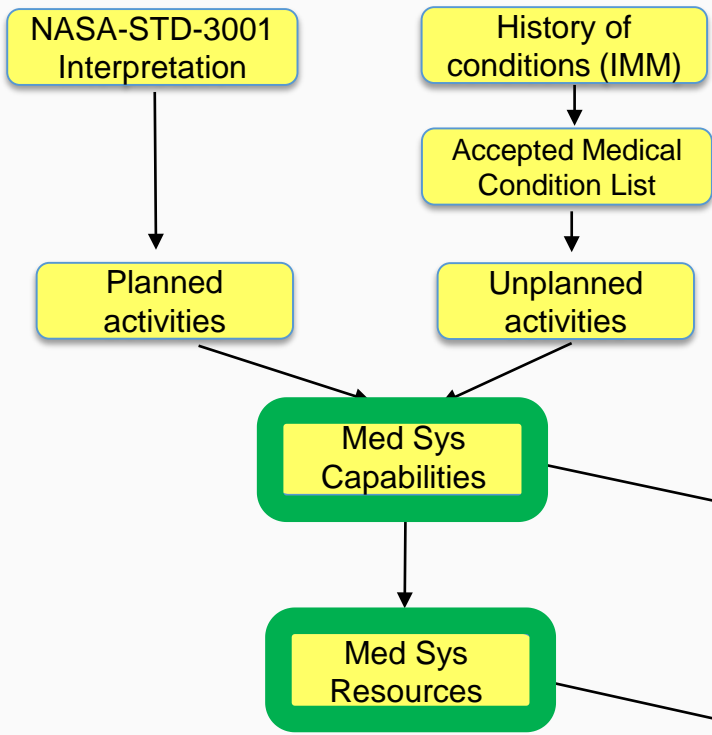 NASA-STD-3001
Interpretation
History of
conditions (IMM)
Accepted Medical
Condition List
Planned
activities
Unplanned
activities
Med Sys
Capabilities
Med Sys
Resources